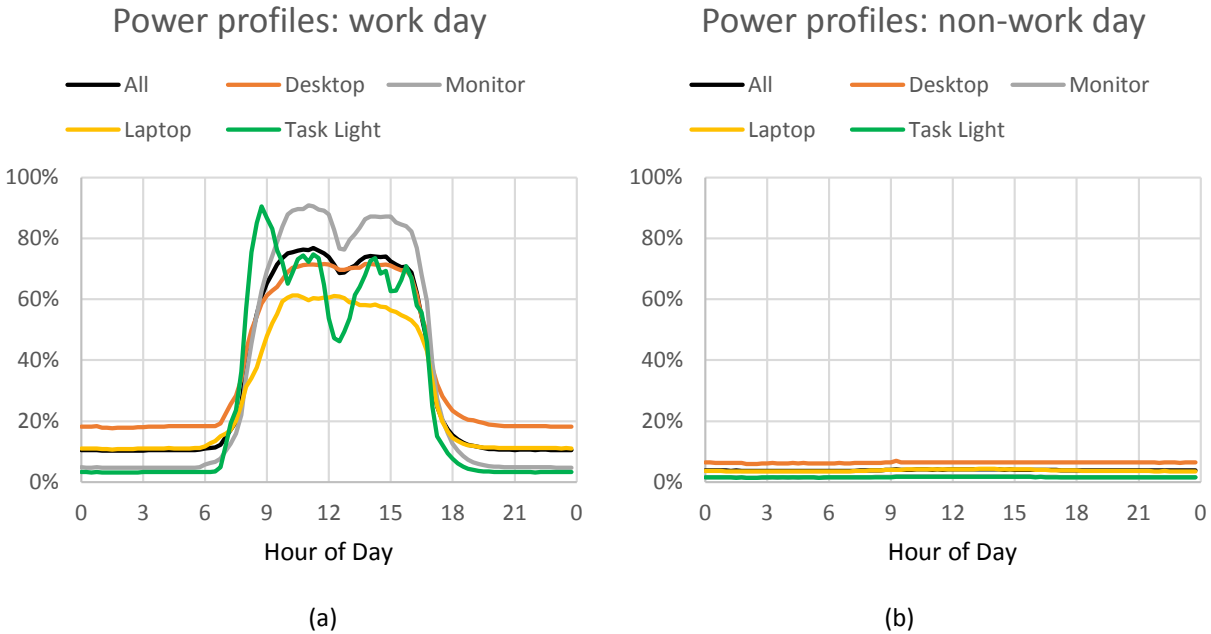 Power profiles: work day
All Desktop Monitor
Laptop Task Light
100%
80%
60%
40%
20%
0%
0 3 6 9 12 15 18 21 0
Hour of Day
(a)
Power profiles: non-work day
All Desktop Monitor
Laptop Task Light
100%
80%
60%
40%
20%
0%
0 3 6 9 12 15 18 21 0
Hour of Day
(b)